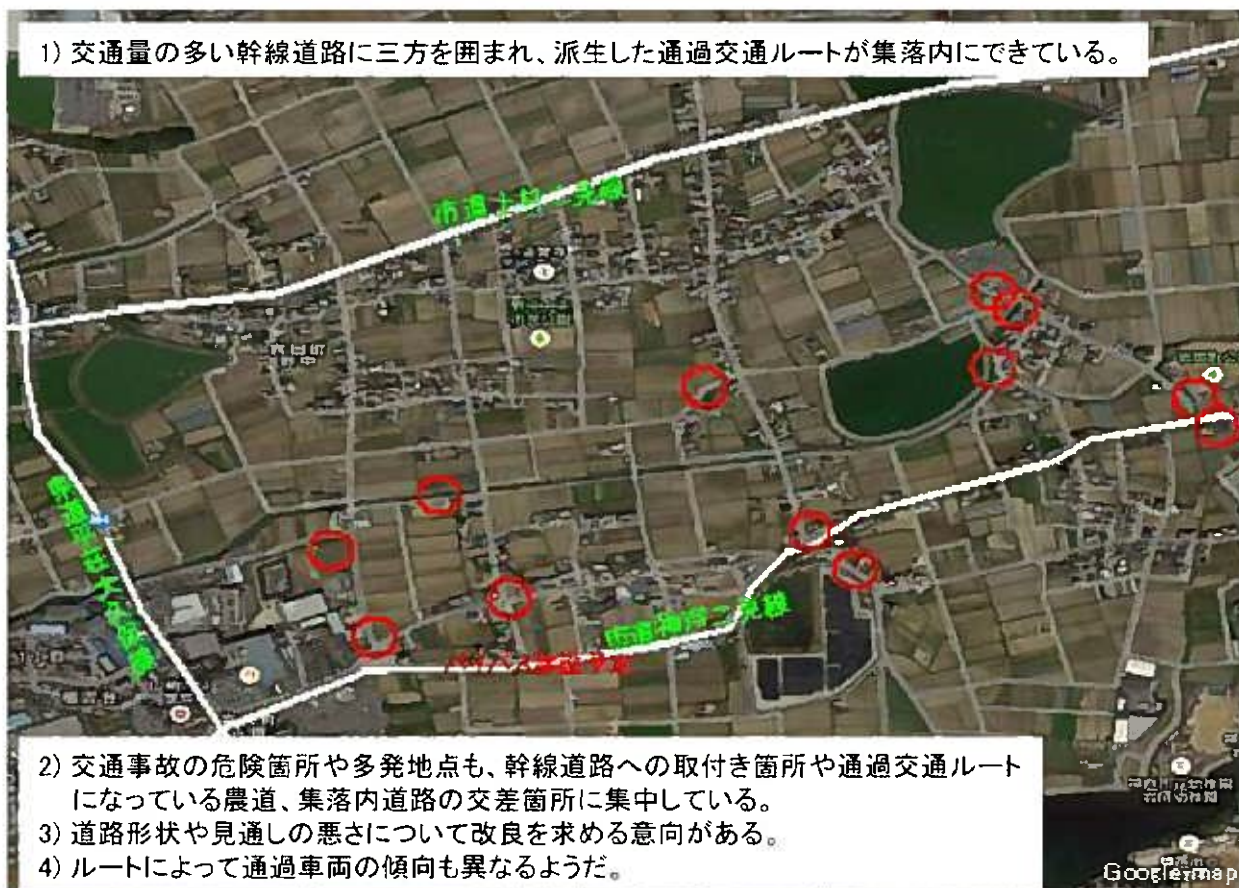 1) 交通量の多い幹線道路に三方を囲まれ、派生した通過交通ルートが集落内にできている。
2) 交通事故の危険箇所や多発地点も、幹線道路への取付き箇所や通過交通ルート
になっている農道、集落内道路の交差箇所に集中している。
3) 道路形状や見通しの悪さについて改良を求める意向がある。
4) ルートによって通過車両の傾向も異なるようだ。
Google map